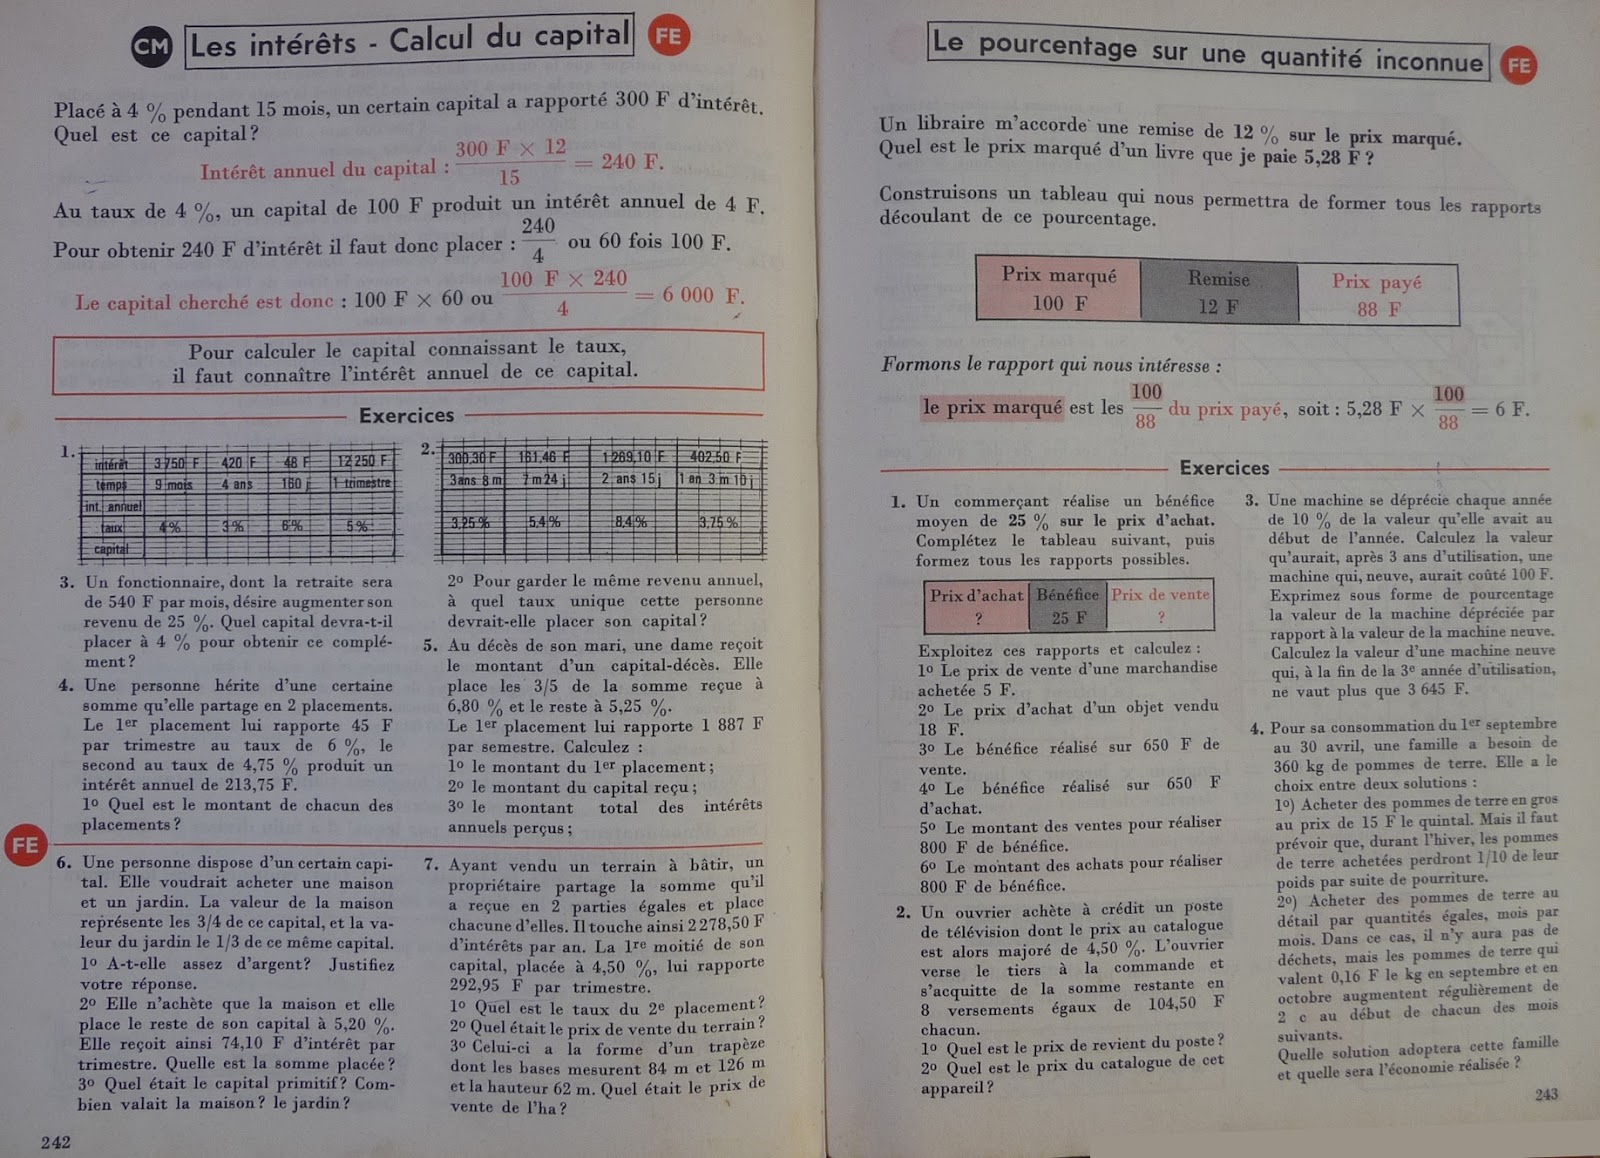 CM Les intérêts - Calcul du capital FE
Placé à 4 % pendant 15 mois, un certain capital a rapporté 300 F d'intérêt.
Quel est ce capital?
Intérêt annuel du capital : 300 F × 12 / 15 = 240 F.
Au taux de 4 %, un capital de 100 F produit un intérêt annuel de 4 F.
Pour obtenir 240 F d'intérêt il faut donc placer : 240 / 4 ou 60 fois 100 F.
Le capital cherché est donc : 100 F × 60 ou 100 F × 240 / 4 = 6 000 F.
Pour calculer le capital connaissant le taux,
il faut connaître l'intérêt annuel de ce capital.
Exercices
1.
intérêt 3 750 F 420 F 48 F 12 250 F
temps 9 mois 4 ans 160 j 1 trimestre
int. annuel
taux 4 % 3 % 6 % 5 %
capital
2.
300,30 F 161,46 F 1 269,10 F 402,50 F
3 ans 8 m 7 m 24 j 2 ans 15 j 1 an 3 m 10 j
3,25 % 5,4 % 8,4 % 3,75 %
3. Un fonctionnaire, dont la retraite sera
de 540 F par mois, désire augmenter son
revenu de 25 %. Quel capital devra-t-il
placer à 4 % pour obtenir ce complé-
ment?
4. Une personne hérite d'une certaine
somme qu'elle partage en 2 placements.
Le 1er placement lui rapporte 45 F
par trimestre au taux de 6 %, le
second au taux de 4,75 % produit un
intérêt annuel de 213,75 F.
1º Quel est le montant de chacun des
placements?
2º Pour garder le même revenu annuel,
à quel taux unique cette personne
devrait-elle placer son capital?
5. Au décès de son mari, une dame reçoit
le montant d'un capital-décès. Elle
place les 3/5 de la somme reçue à
6,80 % et le reste à 5,25 %.
Le 1er placement lui rapporte 1 887 F
par semestre. Calculez :
1º le montant du 1er placement;
2º le montant du capital reçu;
3º le montant total des intérêts
annuels perçus;
FE
6. Une personne dispose d'un certain capi-
tal. Elle voudrait acheter une maison
et un jardin. La valeur de la maison
représente les 3/4 de ce capital, et la va-
leur du jardin le 1/3 de ce même capital.
1º A-t-elle assez d'argent? Justifiez
votre réponse.
2º Elle n'achète que la maison et elle
place le reste de son capital à 5,20 %.
Elle reçoit ainsi 74,10 F d'intérêt par
trimestre. Quelle est la somme placée?
3º Quel était le capital primitif? Com-
bien valait la maison? le jardin?
7. Ayant vendu un terrain à bâtir, un
propriétaire partage la somme qu'il
a reçue en 2 parties égales et place
chacune d'elles. Il touche ainsi 2 278,50 F
d'intérêts par an. La 1re moitié de son
capital, placée à 4,50 %, lui rapporte
292,95 F par trimestre.
1º Quel est le taux du 2e placement?
2º Quel était le prix de vente du terrain?
3º Celui-ci a la forme d'un trapèze
dont les bases mesurent 84 m et 126 m
et la hauteur 62 m. Quel était le prix de
vente de l'ha?
242
Le pourcentage sur une quantité inconnue FE
Un libraire m'accorde une remise de 12 % sur le prix marqué.
Quel est le prix marqué d'un livre que je paie 5,28 F?
Construisons un tableau qui nous permettra de former tous les rapports
découlant de ce pourcentage.
Prix marqué Remise Prix payé
100 F 12 F 88 F
Formons le rapport qui nous intéresse :
le prix marqué est les 100 / 88 du prix payé, soit : 5,28 F × 100 / 88 = 6 F.
Exercices
1. Un commerçant réalise un bénéfice
moyen de 25 % sur le prix d'achat.
Complétez le tableau suivant, puis
formez tous les rapports possibles.
Prix d'achat Bénéfice Prix de vente
? 25 F ?
Exploitez ces rapports et calculez :
1º Le prix de vente d'une marchandise
achetée 5 F.
2º Le prix d'achat d'un objet vendu
18 F.
3º Le bénéfice réalisé sur 650 F de
vente.
4º Le bénéfice réalisé sur 650 F
d'achat.
5º Le montant des ventes pour réaliser
800 F de bénéfice.
6º Le montant des achats pour réaliser
800 F de bénéfice.
2. Un ouvrier achète à crédit un poste
de télévision dont le prix au catalogue
est alors majoré de 4,50 %. L'ouvrier
verse le tiers à la commande et
s'acquitte de la somme restante en
8 versements égaux de 104,50 F
chacun.
1º Quel est le prix de revient du poste?
2º Quel est le prix du catalogue de cet
appareil?
3. Une machine se déprécie chaque année
de 10 % de la valeur qu'elle avait au
début de l'année. Calculez la valeur
qu'aurait, après 3 ans d'utilisation, une
machine qui, neuve, aurait coûté 100 F.
Exprimez sous forme de pourcentage
la valeur de la machine dépréciée par
rapport à la valeur de la machine neuve.
Calculez la valeur d'une machine neuve
qui, à la fin de la 3e année d'utilisation,
ne vaut plus que 3 645 F.
4. Pour sa consommation du 1er septembre
au 30 avril, une famille a besoin de
360 kg de pommes de terre. Elle a le
choix entre deux solutions :
1º) Acheter des pommes de terre en gros
au prix de 15 F le quintal. Mais il faut
prévoir que, durant l'hiver, les pommes
de terre achetées perdront 1/10 de leur
poids par suite de pourriture.
2º) Acheter des pommes de terre au
détail par quantités égales, mois par
mois. Dans ce cas, il n'y aura pas de
déchets, mais les pommes de terre qui
valent 0,16 F le kg en septembre et en
octobre augmentent régulièrement de
2 c au début de chacun des mois
suivants.
Quelle solution adoptera cette famille
et quelle sera l'économie réalisée?
243